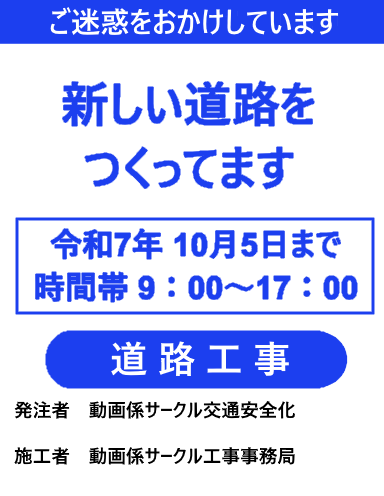 ご迷惑をおかけしています
新しい道路を
つくってます
令和7年 10月5日まで
時間帯 9：00～17：00
道路工事
発注者　動画係サークル交通安全化
施工者　動画係サークル工事事務局